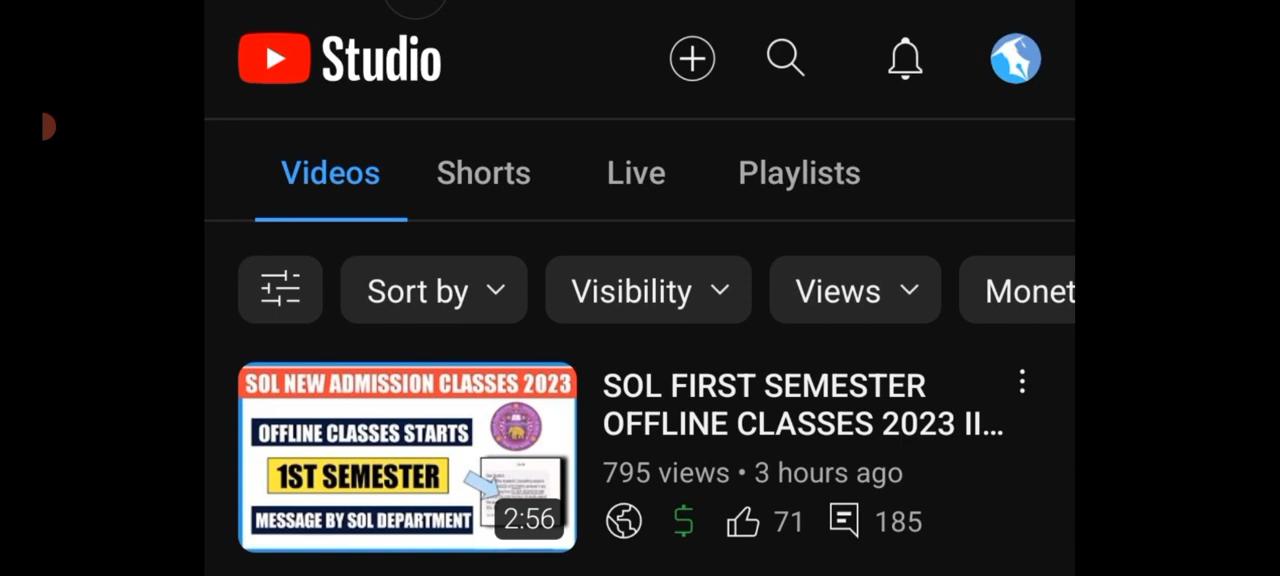 Studio
Videos Shorts Live Playlists
Sort by Visibility Views Monet
SOL NEW ADMISSION CLASSES 2023
OFFLINE CLASSES STARTS
1ST SEMESTER
MESSAGE BY SOL DEPARTMENT
2:56
SOL FIRST SEMESTER
OFFLINE CLASSES 2023 II...
795 views • 3 hours ago
71 185